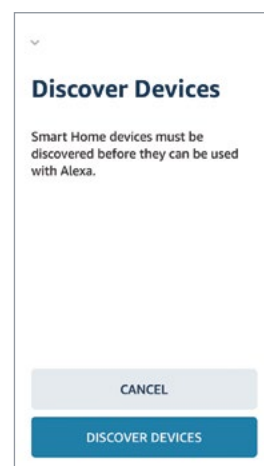 Discover Devices
Smart Home devices must be
discovered before they can be used
with Alexa.
CANCEL
DISCOVER DEVICES